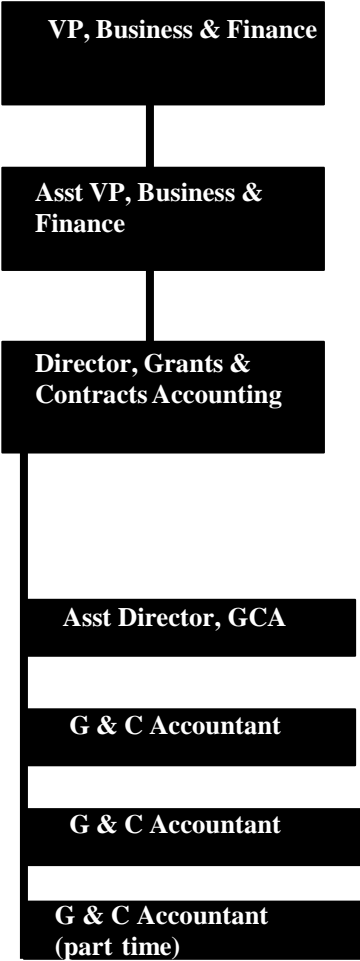 VP, Business & Finance
Asst VP, Business &
Finance
Director, Grants &
Contracts Accounting
Asst Director, GCA
G & C Accountant
G & C Accountant
G & C Accountant
(part time)